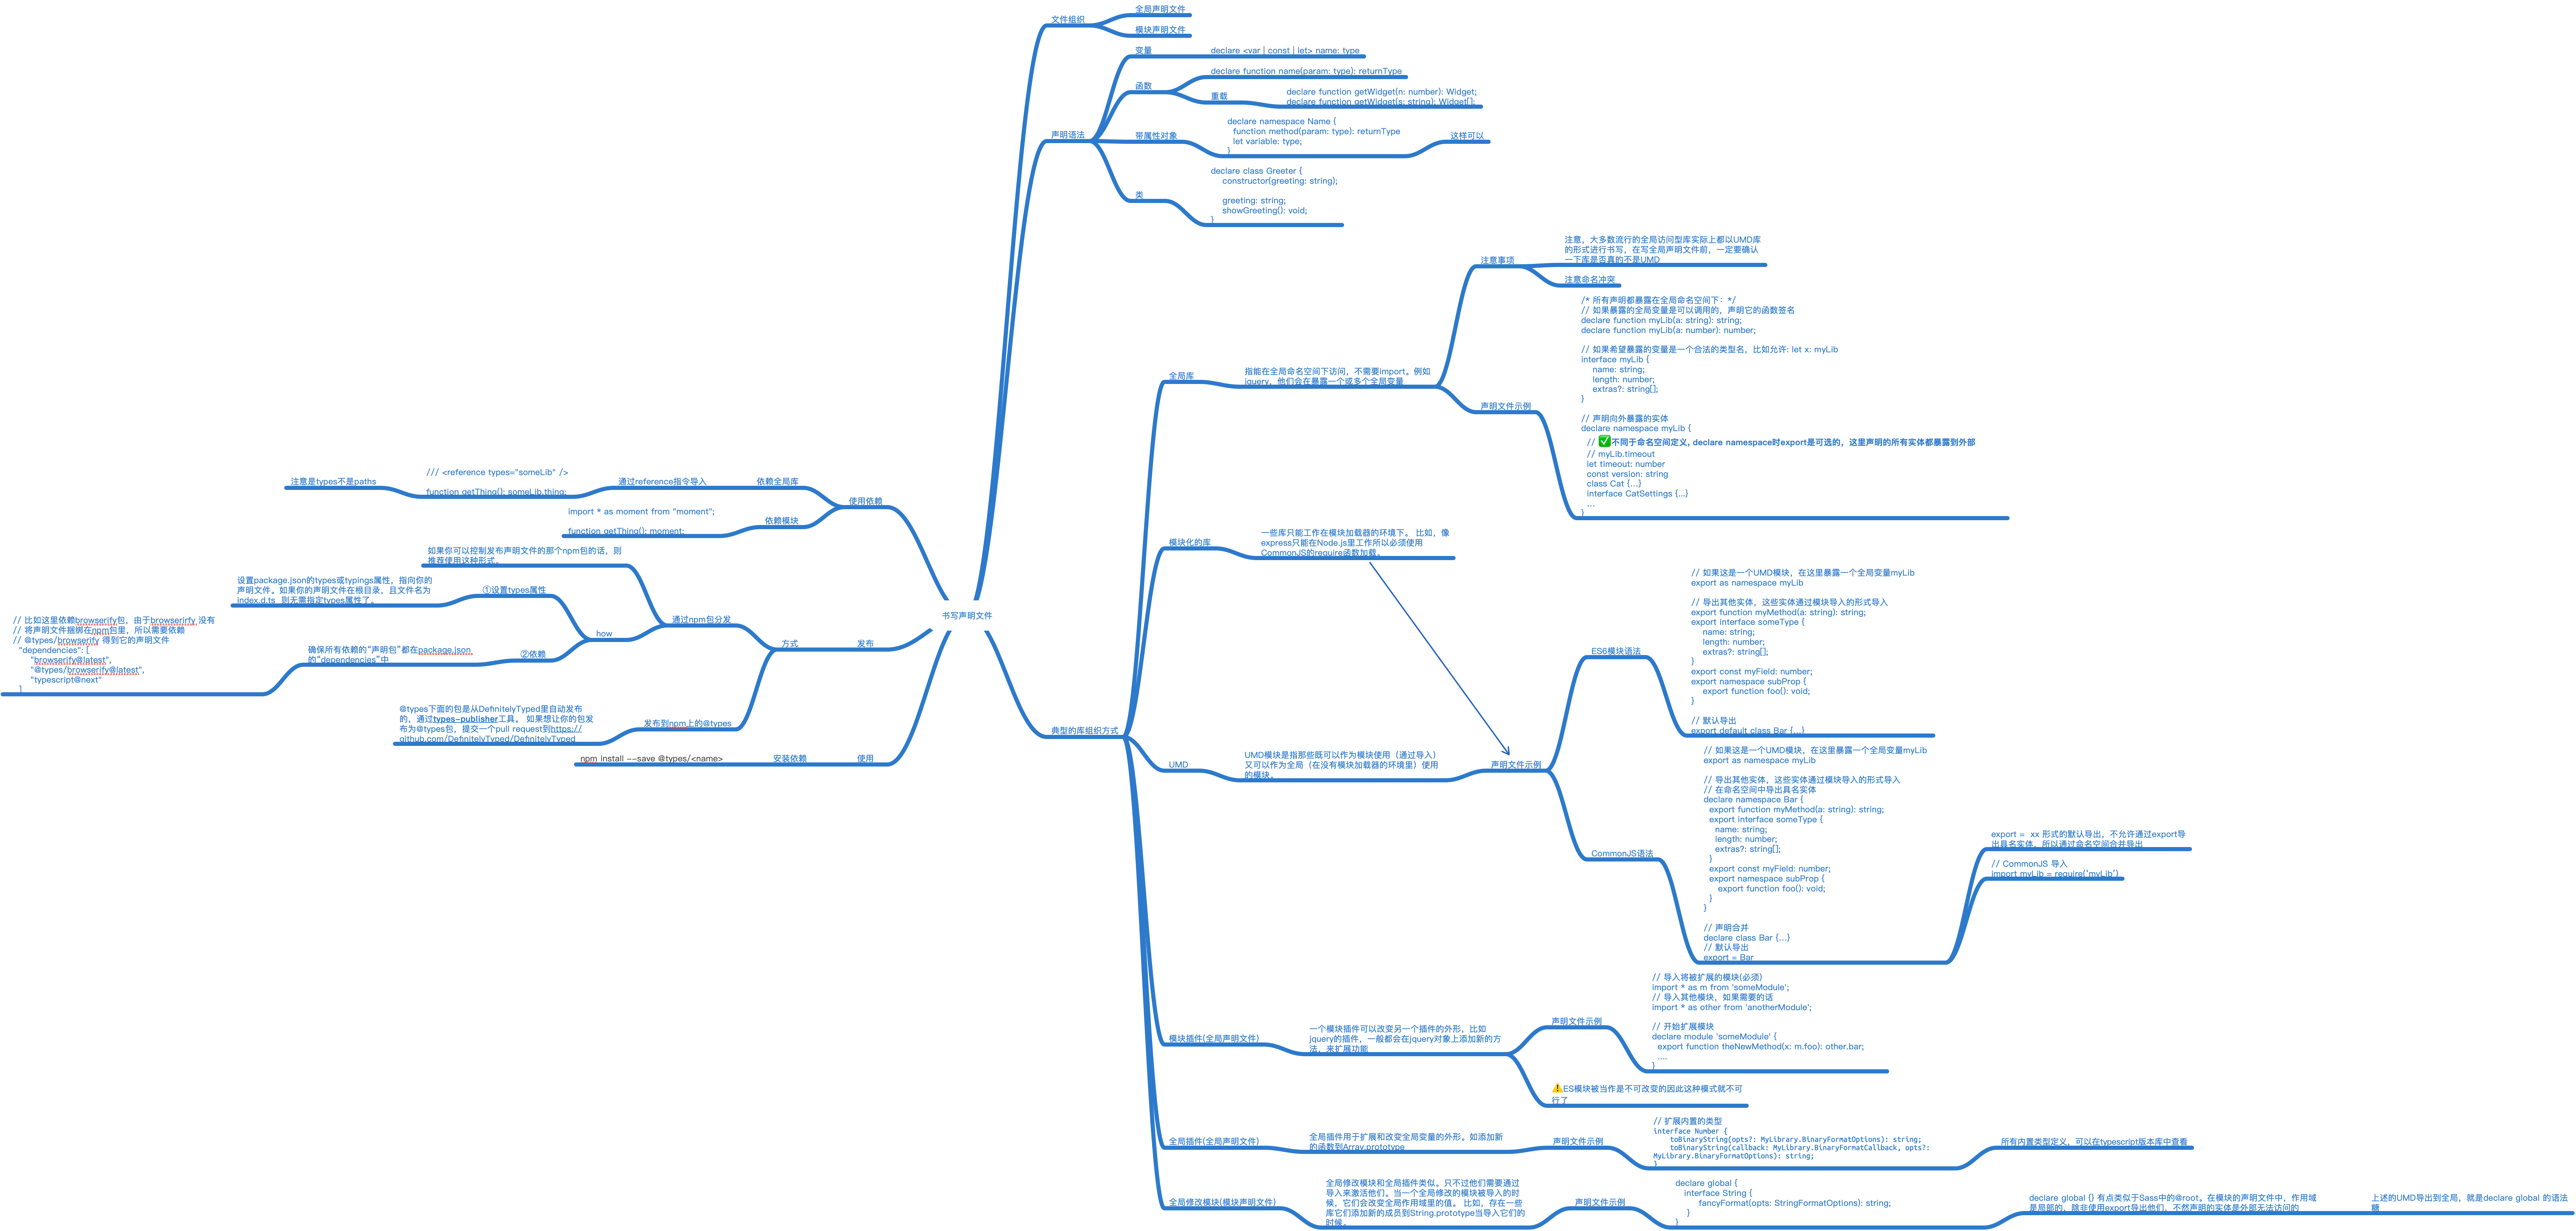 书写声明文件
文件组织
全局声明文件
模块声明文件
声明语法
变量
declare <var | const | let> name: type
函数
declare function name(param: type): returnType
重载
declare function getWidget(n: number): Widget;
declare function getWidget(s: string): Widget[];
带属性对象
declare namespace Name {
function method(param: type): returnType
let variable: type;
}
这样可以
类
declare class Greeter {
constructor(greeting: string);
greeting: string;
showGreeting(): void;
}
典型的库组织方式
全局库
指能在全局命名空间下访问，不需要import。例如
jquery，他们会在暴露一个或多个全局变量
注意事项
注意，大多数流行的全局访问型库实际上都以UMD库
的形式进行书写，在写全局声明文件前，一定要确认
一下库是否真的不是UMD
注意命名冲突
声明文件示例
/* 所有声明都暴露在全局命名空间下：*/
// 如果暴露的全局变量是可以调用的，声明它的函数签名
declare function myLib(a: string): string;
declare function myLib(a: number): number;
// 如果希望暴露的变量是一个合法的类型名，比如允许: let x: myLib
interface myLib {
name: string;
length: number;
extras?: string[];
}
// 声明向外暴露的实体
declare namespace myLib {
// ✅不同于命名空间定义, declare namespace时export是可选的，这里声明的所有实体都暴露到外部
// myLib.timeout
let timeout: number
const version: string
class Cat {...}
interface CatSettings {...}
...
}
模块化的库
一些库只能工作在模块加载器的环境下。 比如，像
express只能在Node.js里工作所以必须使用
CommonJS的require函数加载。
UMD
UMD模块是指那些既可以作为模块使用（通过导入）
又可以作为全局（在没有模块加载器的环境里）使用
的模块。
声明文件示例
ES6模块语法
// 如果这是一个UMD模块，在这里暴露一个全局变量myLib
export as namespace myLib
// 导出其他实体，这些实体通过模块导入的形式导入
export function myMethod(a: string): string;
export interface someType {
name: string;
length: number;
extras?: string[];
}
export const myField: number;
export namespace subProp {
export function foo(): void;
}
// 默认导出
export default class Bar {...}
CommonJS语法
// 如果这是一个UMD模块，在这里暴露一个全局变量myLib
export as namespace myLib
// 导出其他实体，这些实体通过模块导入的形式导入
// 在命名空间中导出具名实体
declare namespace Bar {
export function myMethod(a: string): string;
export interface someType {
name: string;
length: number;
extras?: string[];
}
export const myField: number;
export namespace subProp {
export function foo(): void;
}
}
// 声明合并
declare class Bar {...}
// 默认导出
export = Bar
export = xx 形式的默认导出，不允许通过export导
出具名实体，所以通过命名空间合并导出
// CommonJS 导入
import myLib = require('myLib')
模块插件(全局声明文件)
一个模块插件可以改变另一个插件的外形，比如
jquery的插件，一般都会在jquery对象上添加新的方
法，来扩展功能
声明文件示例
// 导入将被扩展的模块(必须)
import * as m from 'someModule';
// 导入其他模块，如果需要的话
import * as other from 'anotherModule';
// 开始扩展模块
declare module 'someModule' {
export function theNewMethod(x: m.foo): other.bar;
....
}
⚠️ES模块被当作是不可改变的因此这种模式就不可
行了
全局插件(全局声明文件)
全局插件用于扩展和改变全局变量的外形。如添加新
的函数到Array.prototype
声明文件示例
// 扩展内置的类型
interface Number {
toBinaryString(opts?: MyLibrary.BinaryFormatOptions): string;
toBinaryString(callback: MyLibrary.BinaryFormatCallback, opts?:
MyLibrary.BinaryFormatOptions): string;
}
所有内置类型定义，可以在typescript版本库中查看
全局修改模块(模块声明文件)
全局修改模块和全局插件类似。只不过他们需要通过
导入来激活他们。当一个全局修改的模块被导入的时
候，它们会改变全局作用域里的值。 比如，存在一些
库它们添加新的成员到String.prototype当导入它们的
时候。
声明文件示例
declare global {
interface String {
fancyFormat(opts: StringFormatOptions): string;
}
}
declare global {} 有点类似于Sass中的@root。在模块的声明文件中，作用域
是局部的，除非使用export导出他们，不然声明的实体是外部无法访问的
上述的UMD导出到全局，就是declare global 的语法
糖
使用依赖
依赖全局库
通过reference指令导入
/// <reference types="someLib" />
function getThing(): someLib.thing;
注意是types不是paths
依赖模块
import * as moment from "moment";
function getThing(): moment;
发布
方式
通过npm包分发
如果你可以控制发布声明文件的那个npm包的话，则
推荐使用这种形式。
how
①设置types属性
设置package.json的types或typings属性，指向你的
声明文件。如果你的声明文件在根目录，且文件名为
index.d.ts 则无需指定types属性了。
②依赖
确保所有依赖的“声明包”都在package.json
的“dependencies”中
// 比如这里依赖browserify包，由于browserirfy 没有
// 将声明文件捆绑在npm包里，所以需要依赖
// @types/browserify 得到它的声明文件
"dependencies": [
"browserify@latest",
"@types/browserify@latest",
"typescript@next"
]
发布到npm上的@types
@types下面的包是从DefinitelyTyped里自动发布
的，通过types-publisher工具。 如果想让你的包发
布为@types包，提交一个pull request到https://
github.com/DefinitelyTyped/DefinitelyTyped
使用
安装依赖
npm install --save @types/<name>